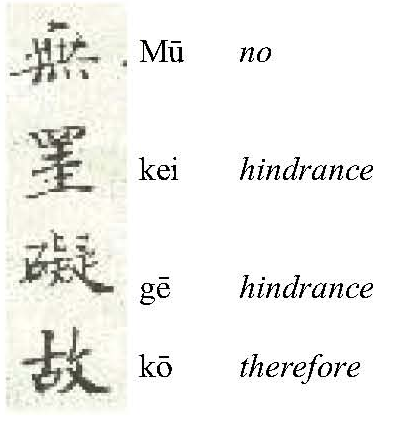 無 Mū no
罣 kei hindrance
礙 gē hindrance
故 kō therefore